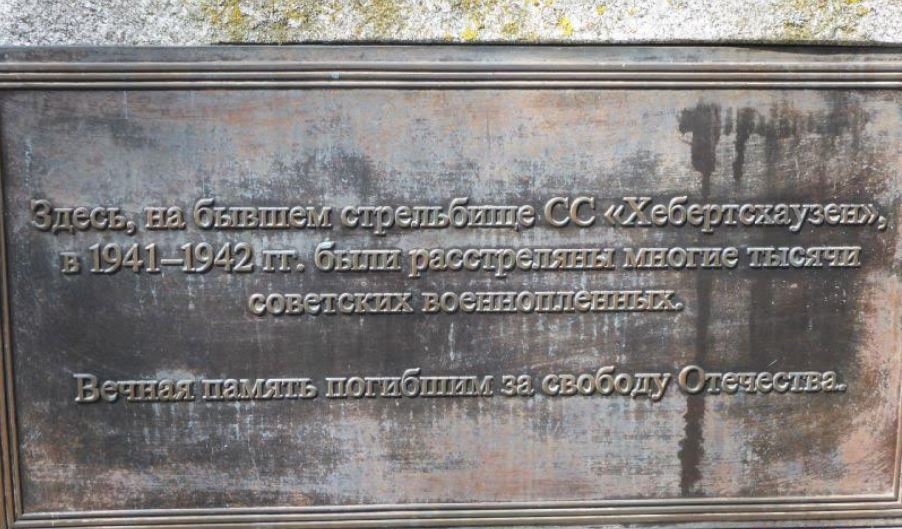 Здесь, на бывшем стрельбище СС «Хебертсхаузен»,
в 1941–1942 гг. были расстреляны многие тысячи
советских военнопленных.
Вечная память погибшим за свободу Отечества.